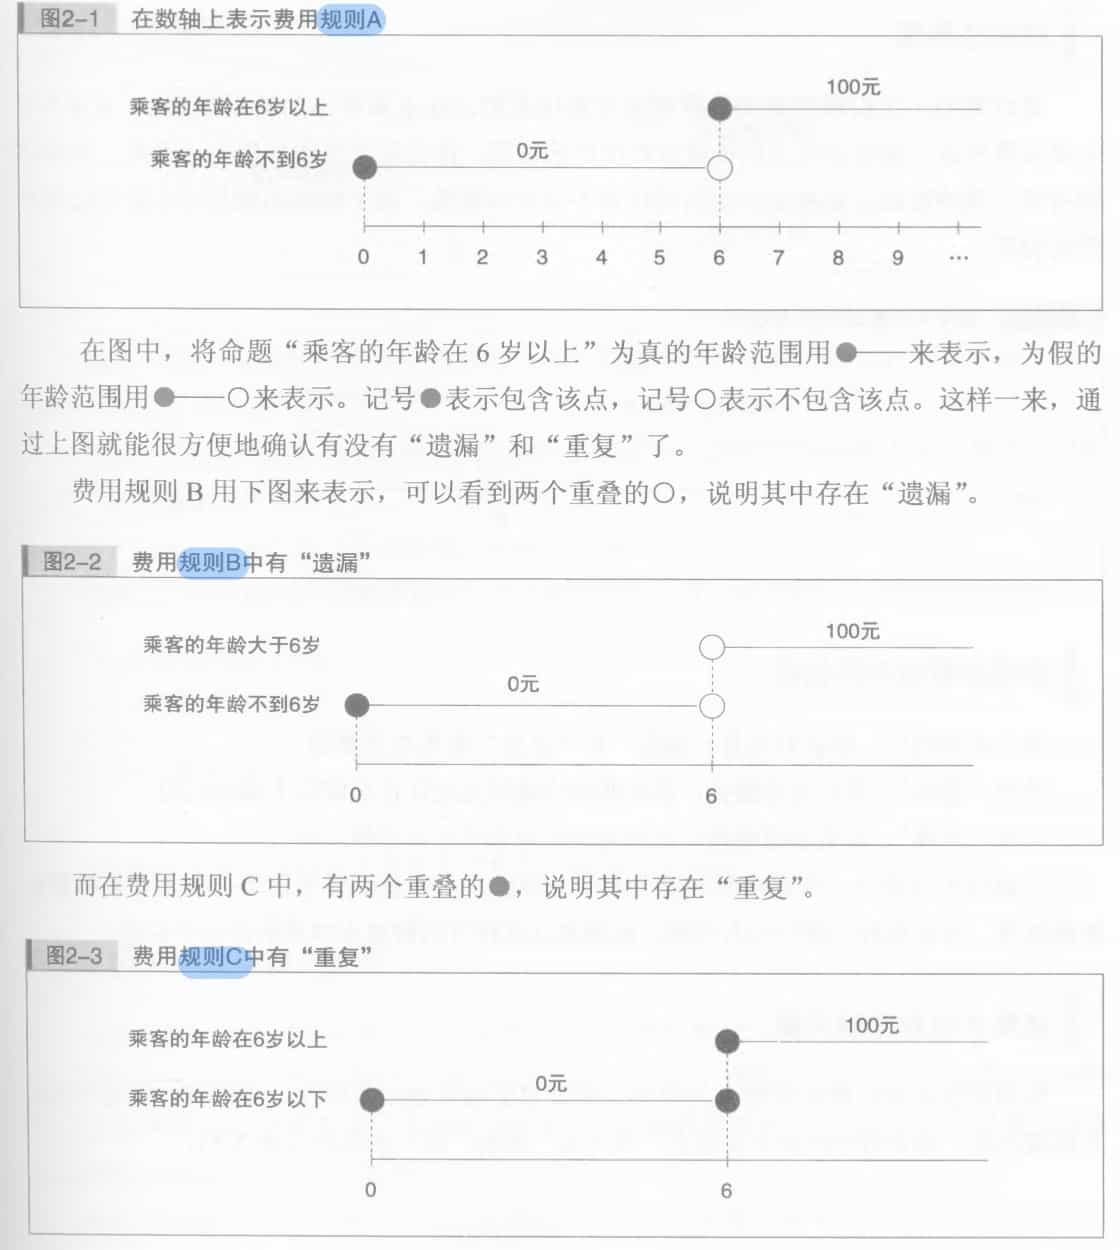 图2-1 在数轴上表示费用规则A
100元
乘客的年龄在6岁以上
0元
乘客的年龄不到6岁
0 1 2 3 4 5 6 7 8 9 …
在图中，将命题“乘客的年龄在 6 岁以上”为真的年龄范围用●——来表示，为假的
年龄范围用●——○来表示。记号●表示包含该点，记号○表示不包含该点。这样一来，通
过上图就能很方便地确认有没有“遗漏”和“重复”了。
费用规则 B 用下图来表示，可以看到两个重叠的○，说明其中存在“遗漏”。
图2-2 费用规则B中有“遗漏”
100元
乘客的年龄大于6岁
0元
乘客的年龄不到6岁
0 6
而在费用规则 C 中，有两个重叠的●，说明其中存在“重复”。
图2-3 费用规则C中有“重复”
100元
乘客的年龄在6岁以上
0元
乘客的年龄在6岁以下
0 6